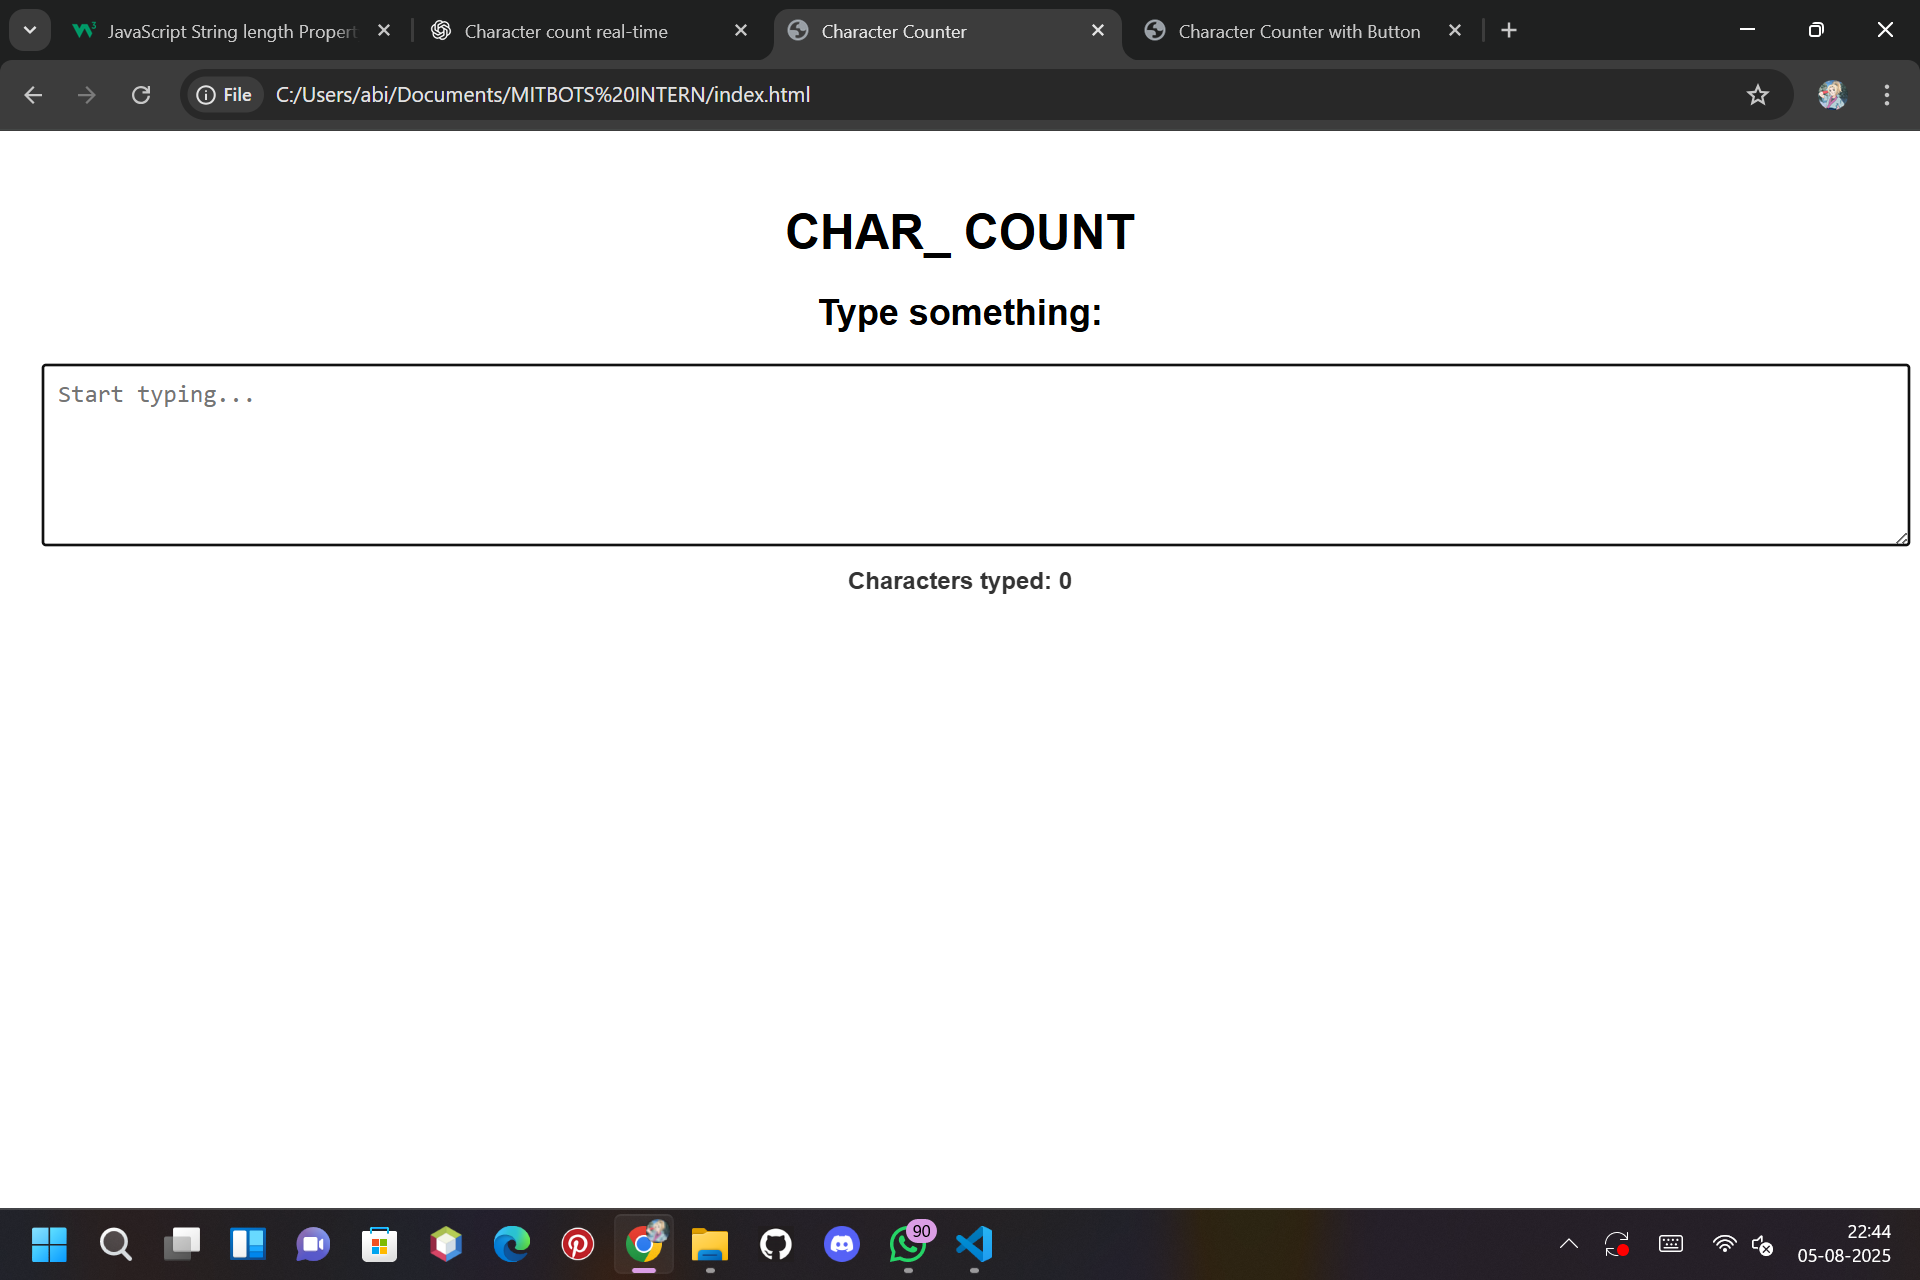 JavaScript String length Propert
Character count real-time
Character Counter
Character Counter with Button
File
C:/Users/abi/Documents/MITBOTS%20INTERN/index.html
CHAR_ COUNT
Type something:
Start typing...
Characters typed: 0
90
22:44
05-08-2025